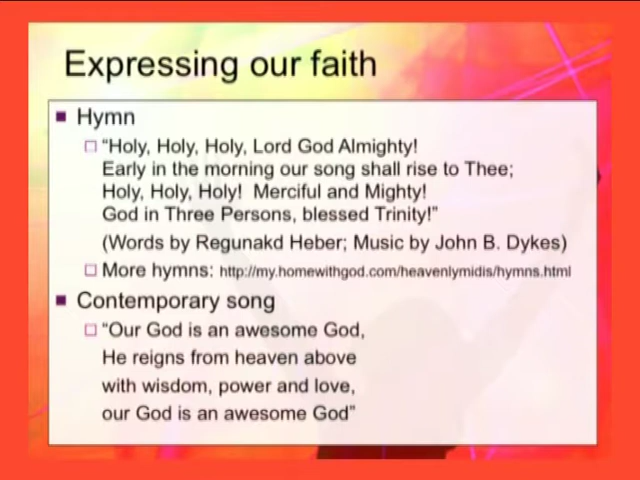 Expressing our faith
Hymn
"Holy, Holy, Holy, Lord God Almighty!
Early in the morning our song shall rise to Thee;
Holy, Holy, Holy!  Merciful and Mighty!
God in Three Persons, blessed Trinity!"
(Words by Regunakd Heber; Music by John B. Dykes)
More hymns: http://my.homewithgod.com/heavenlymidis/hymns.html
Contemporary song
"Our God is an awesome God,
He reigns from heaven above
with wisdom, power and love,
our God is an awesome God"